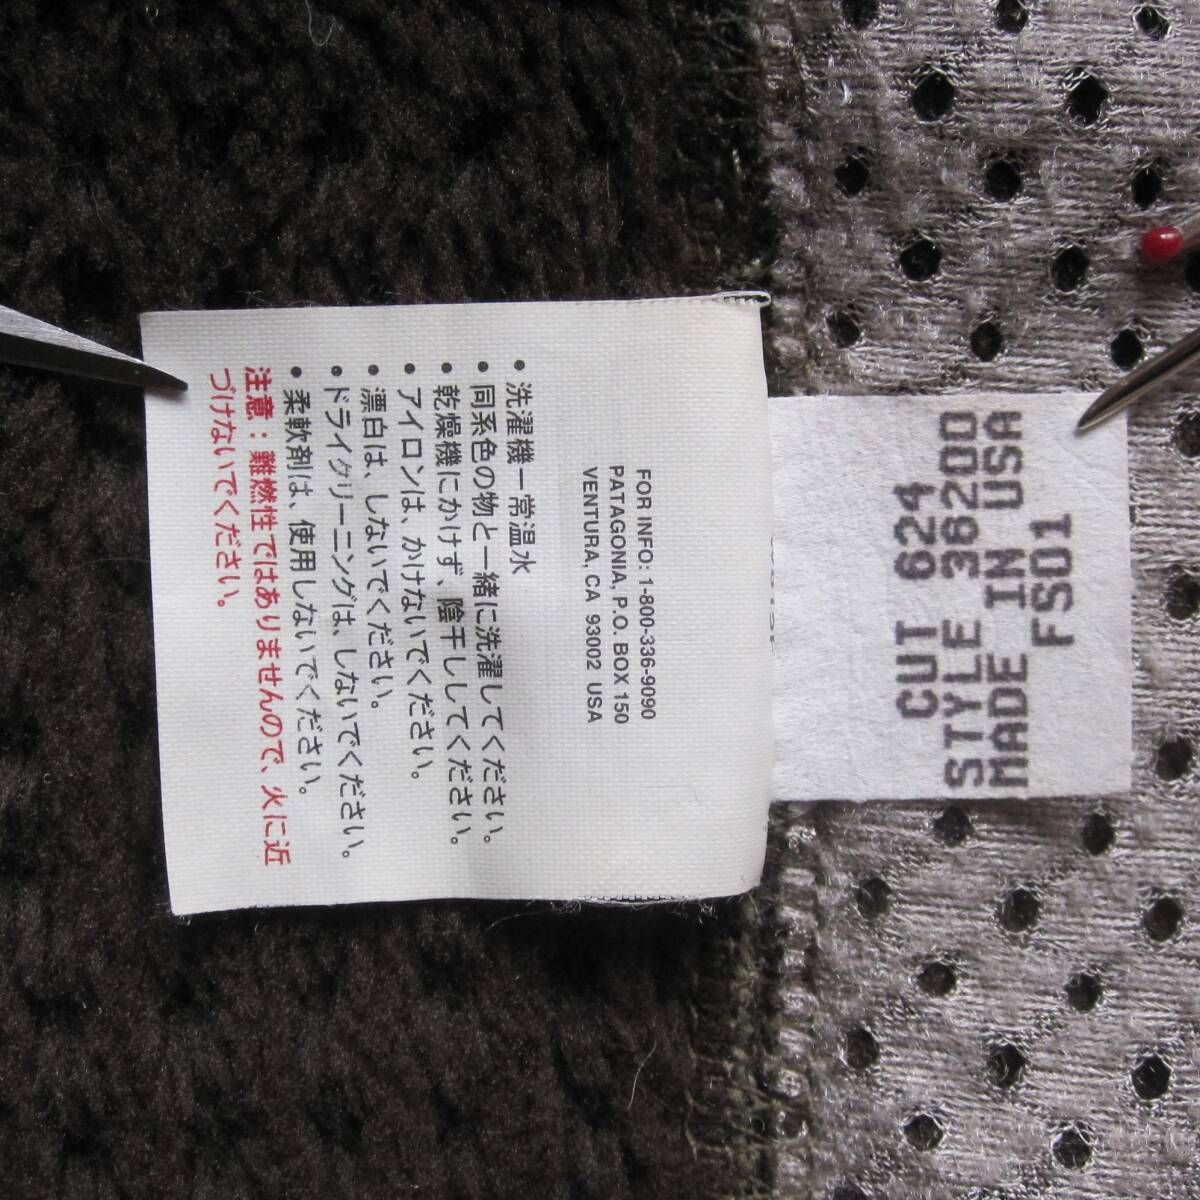 FOR INFO: 1-800-336-9090
PATAGONIA, P.O. BOX 150
VENTURA, CA 93002 USA
• 洗濯機一常温水
• 同系色の物と一緒に洗濯してください。
• 乾燥機にかけず、陰干ししてください。
• アイロンは、かけないでください。
• 漂白は、しないでください。
• ドライクリーニングは、しないでください。
• 柔軟剤は、使用しないでください。
注意：難燃性ではありませんので、火に近
づけないでください。
CUT 624
STYLE 36200
MADE IN USA
FS01